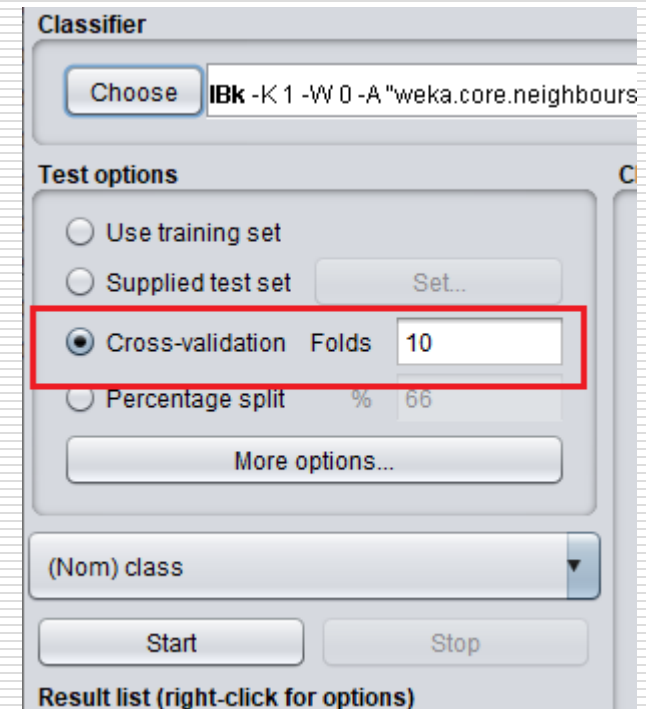 Classifier
Choose IBk -K 1 -W 0 -A "weka.core.neighbours
Test options
Use training set
Supplied test set Set...
Cross-validation Folds 10
Percentage split % 66
More options...
(Nom) class
Start Stop
Result list (right-click for options)